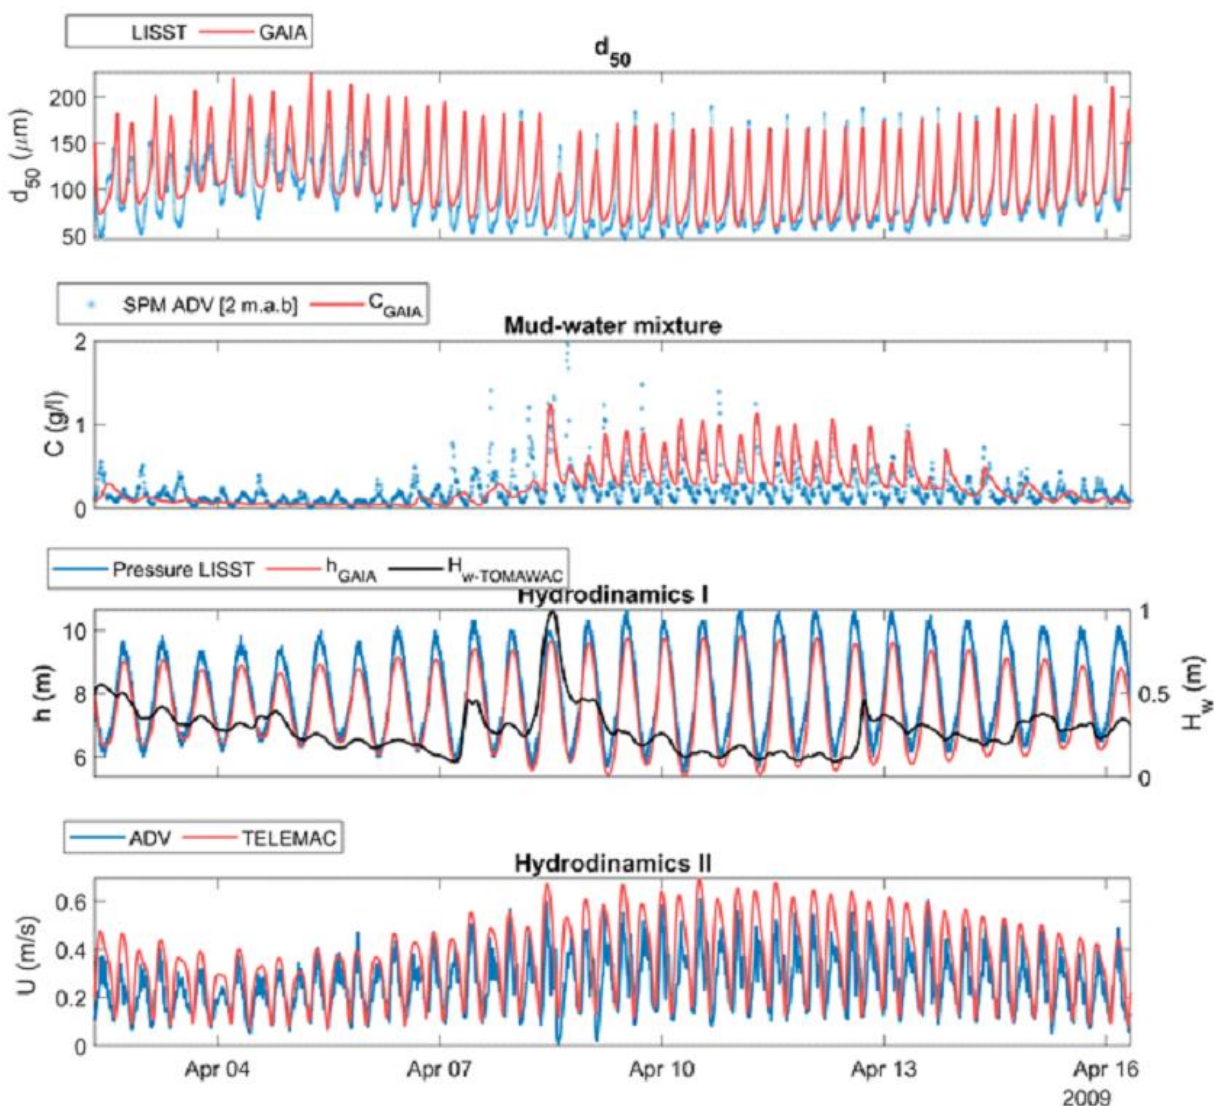 LISST GAIA
d50
200
150
100
50
d50 (μm)
SPM ADV [2 m.a.b] CGAIA
Mud-water mixture
2
1
0
C (g/l)
Pressure LISST hGAIA Hw-TOMAWAC
Hydrodinamics I
10
8
6
h (m)
1
0.5
0
Hw (m)
ADV TELEMAC
Hydrodinamics II
0.6
0.4
0.2
0
U (m/s)
Apr 04 Apr 07 Apr 10 Apr 13 Apr 16
2009